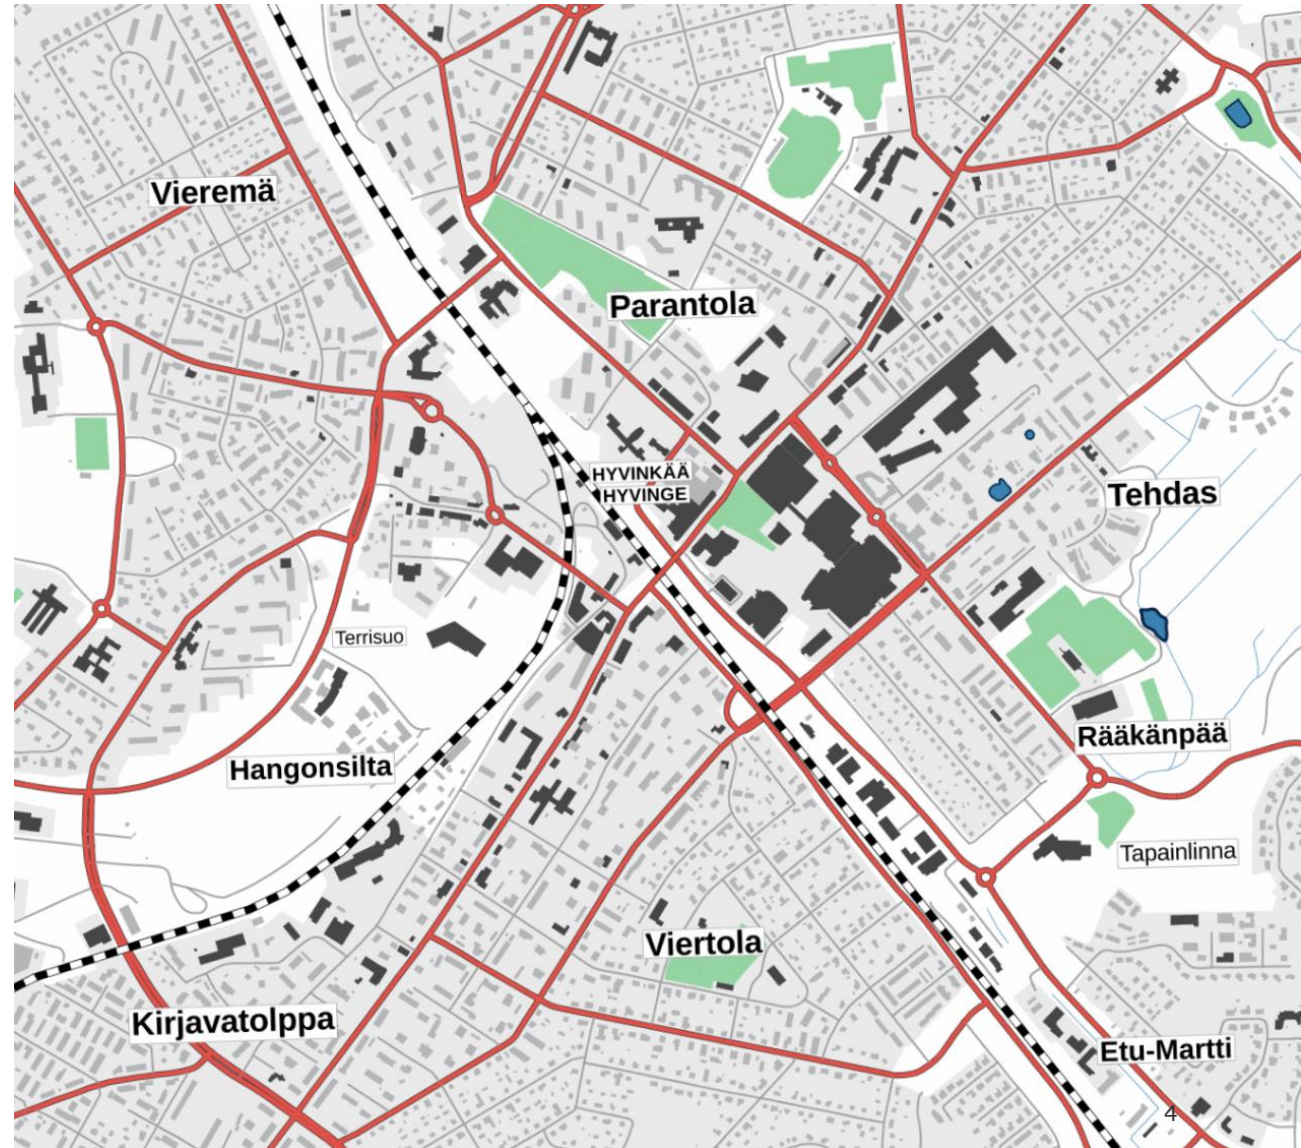 Vieremä
Parantola
HYVINKÄÄ
HYVINGE
Tehdas
Terrisuo
Rääkänpää
Hangonsilta
Tapainlinna
Viertola
Kirjavatolppa
Etu-Martti
4